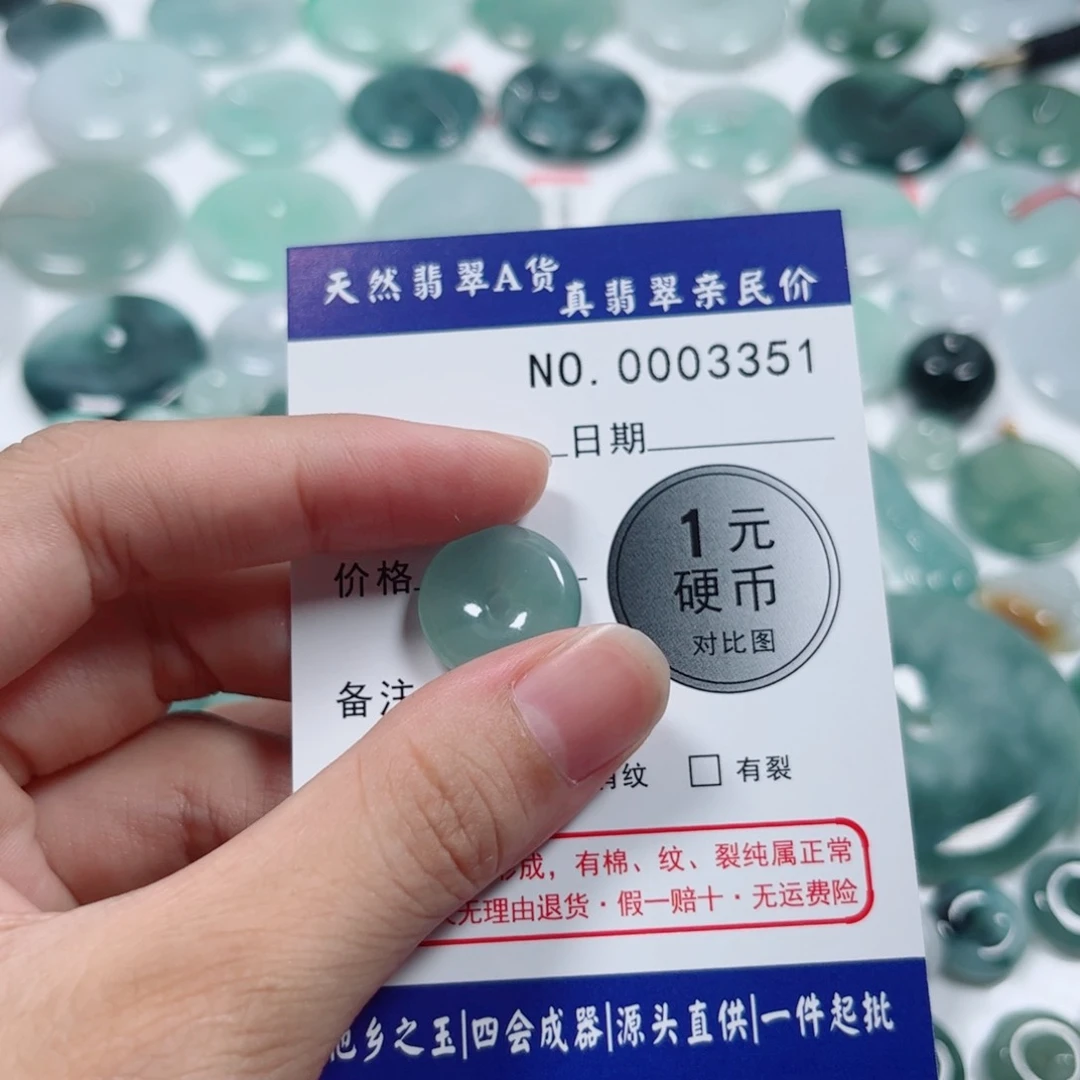 天然翡翠A货 真翡翠亲民价
NO. 0003351
日期
价格
1元
硬币
对比图
备注
纹
有裂
成，有棉、纹、裂纯属正常
无理由退货·假一赔十·无运费险
乡之玉|四会成器|源头直供|一件起批